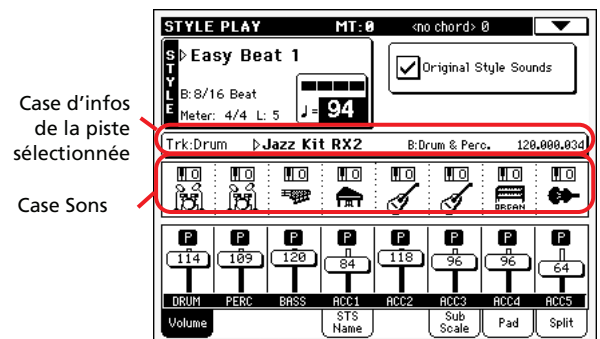 STYLE PLAY MT:0 <no chord> 0
STYLE
Easy Beat 1
Original Style Sounds
B:8/16 Beat
Meter: 4/4 L: 5 ♩= 94
Case d'infos
de la piste
sélectionnée
Trk:Drum Jazz Kit RX2 B:Drum & Perc. 120.000.034
Case Sons
ORGAN
P P P P P P P P
114 109 120 84 118 96 96 64
DRUM PERC BASS ACC1 ACC2 ACC3 ACC4 ACC5
Volume STS Name Sub Scale Pad Split